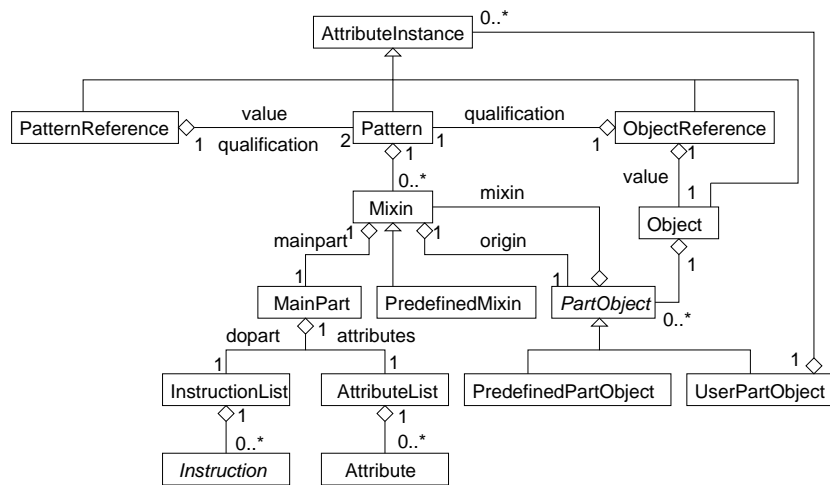 0..*
AttributeInstance
PatternReference
value
Pattern
qualification
ObjectReference
1
qualification
2
1
1
1
1
value
0..*
mixin
1
Mixin
Object
1
1
mainpart
origin
1
1
1
MainPart
PredefinedMixin
PartObject
0..*
1
dopart
attributes
1
1
1
InstructionList
AttributeList
PredefinedPartObject
UserPartObject
1
1
0..*
0..*
Instruction
Attribute